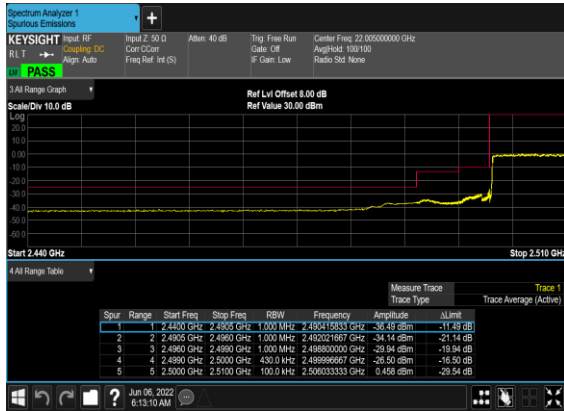 Spectrum Analyzer 1
Spurious Emissions
+
KEYSIGHT Input: RF Input Z: 50 Ω Atten: 40 dB Trig: Free Run Center Freq: 22.005000000 GHz
RLT Coupling: DC Corr CCorr Gate: Off Avg|Hold: 100/100
Align: Auto Freq Ref: Int (S) IF Gain: Low Radio Std: None
PASS
3 All Range Graph Ref Lvl Offset 8.00 dB
Scale/Div 10.0 dB Ref Value 30.00 dBm
Log
20.0
10.0
0.00
-10.0
-20.0
-30.0
-40.0
-50.0
-60.0
Start 2.440 GHz Stop 2.510 GHz
4 All Range Table
Measure Trace Trace 1
Trace Type Trace Average (Active)
Spur Range Start Freq Stop Freq RBW Frequency Amplitude ΔLimit
1 1 2.4400 GHz 2.4905 GHz 1.000 MHz 2.490415833 GHz -36.49 dBm -11.49 dB
2 2 2.4905 GHz 2.4960 GHz 1.000 MHz 2.492021667 GHz -34.14 dBm -21.14 dB
3 3 2.4960 GHz 2.4990 GHz 1.000 MHz 2.498800000 GHz -29.94 dBm -19.94 dB
4 4 2.4990 GHz 2.5000 GHz 430.0 kHz 2.499996667 GHz -26.50 dBm -16.50 dB
5 5 2.5000 GHz 2.5100 GHz 100.0 kHz 2.506033333 GHz 0.458 dBm -29.54 dB
? Jun 06, 2022
6:13:10 AM